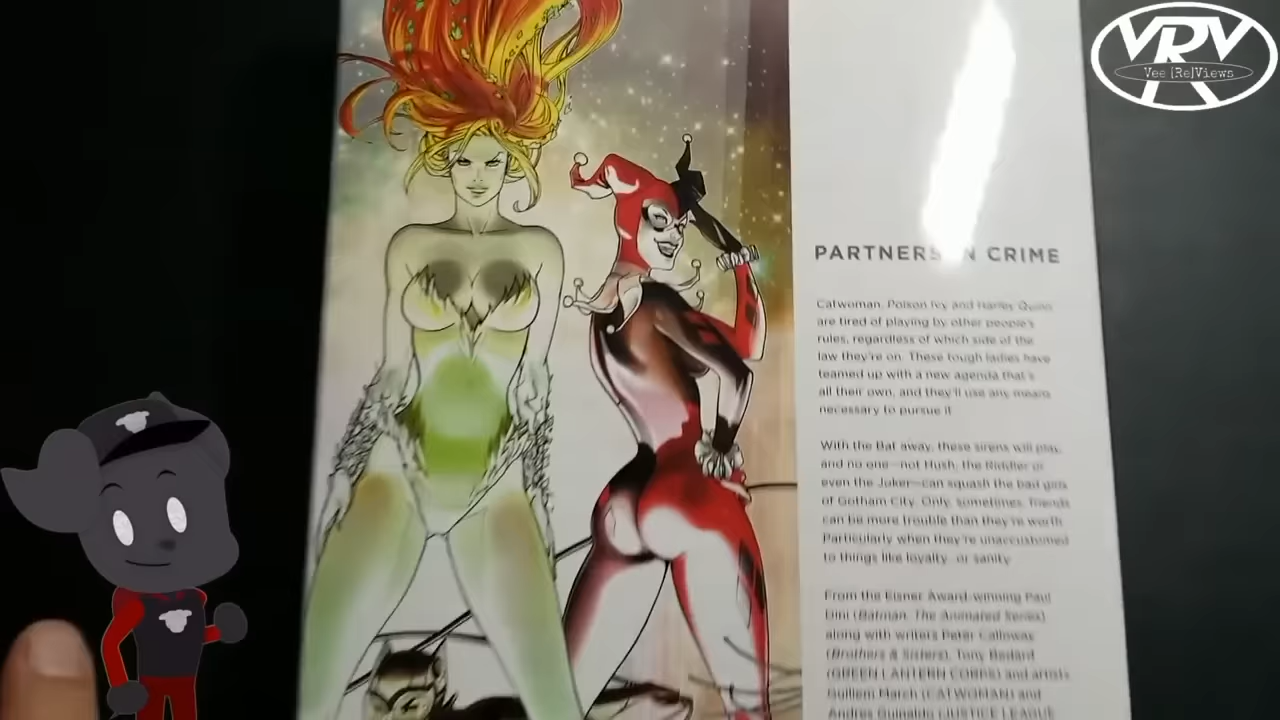 VRV
Vee [Re]Views
PARTNERS IN CRIME
Catwoman, Poison Ivy and Harley Quinn
are tired of playing by other people's
rules, regardless of which side of the
law they're on. These tough ladies have
teamed up with a new agenda that's
all their own, and they'll use any means
necessary to pursue it
With the Bat away, these sirens will play,
and no one—not Hush, the Riddler or
even the Joker—can squash the bad girls
of Gotham City. Only, sometimes, friends
can be more trouble than they're worth.
Particularly when they're unaccustomed
to things like loyalty...or sanity
From the Eisner Award-winning Paul
Dini (Batman: The Animated Series)
along with writers Peter Calloway
(Brothers & Sisters), Tony Bedard
(GREEN LANTERN CORPS) and artists
Guillem March (CATWOMAN) and
Andres Guinaldo (JUSTICE LEAGUE